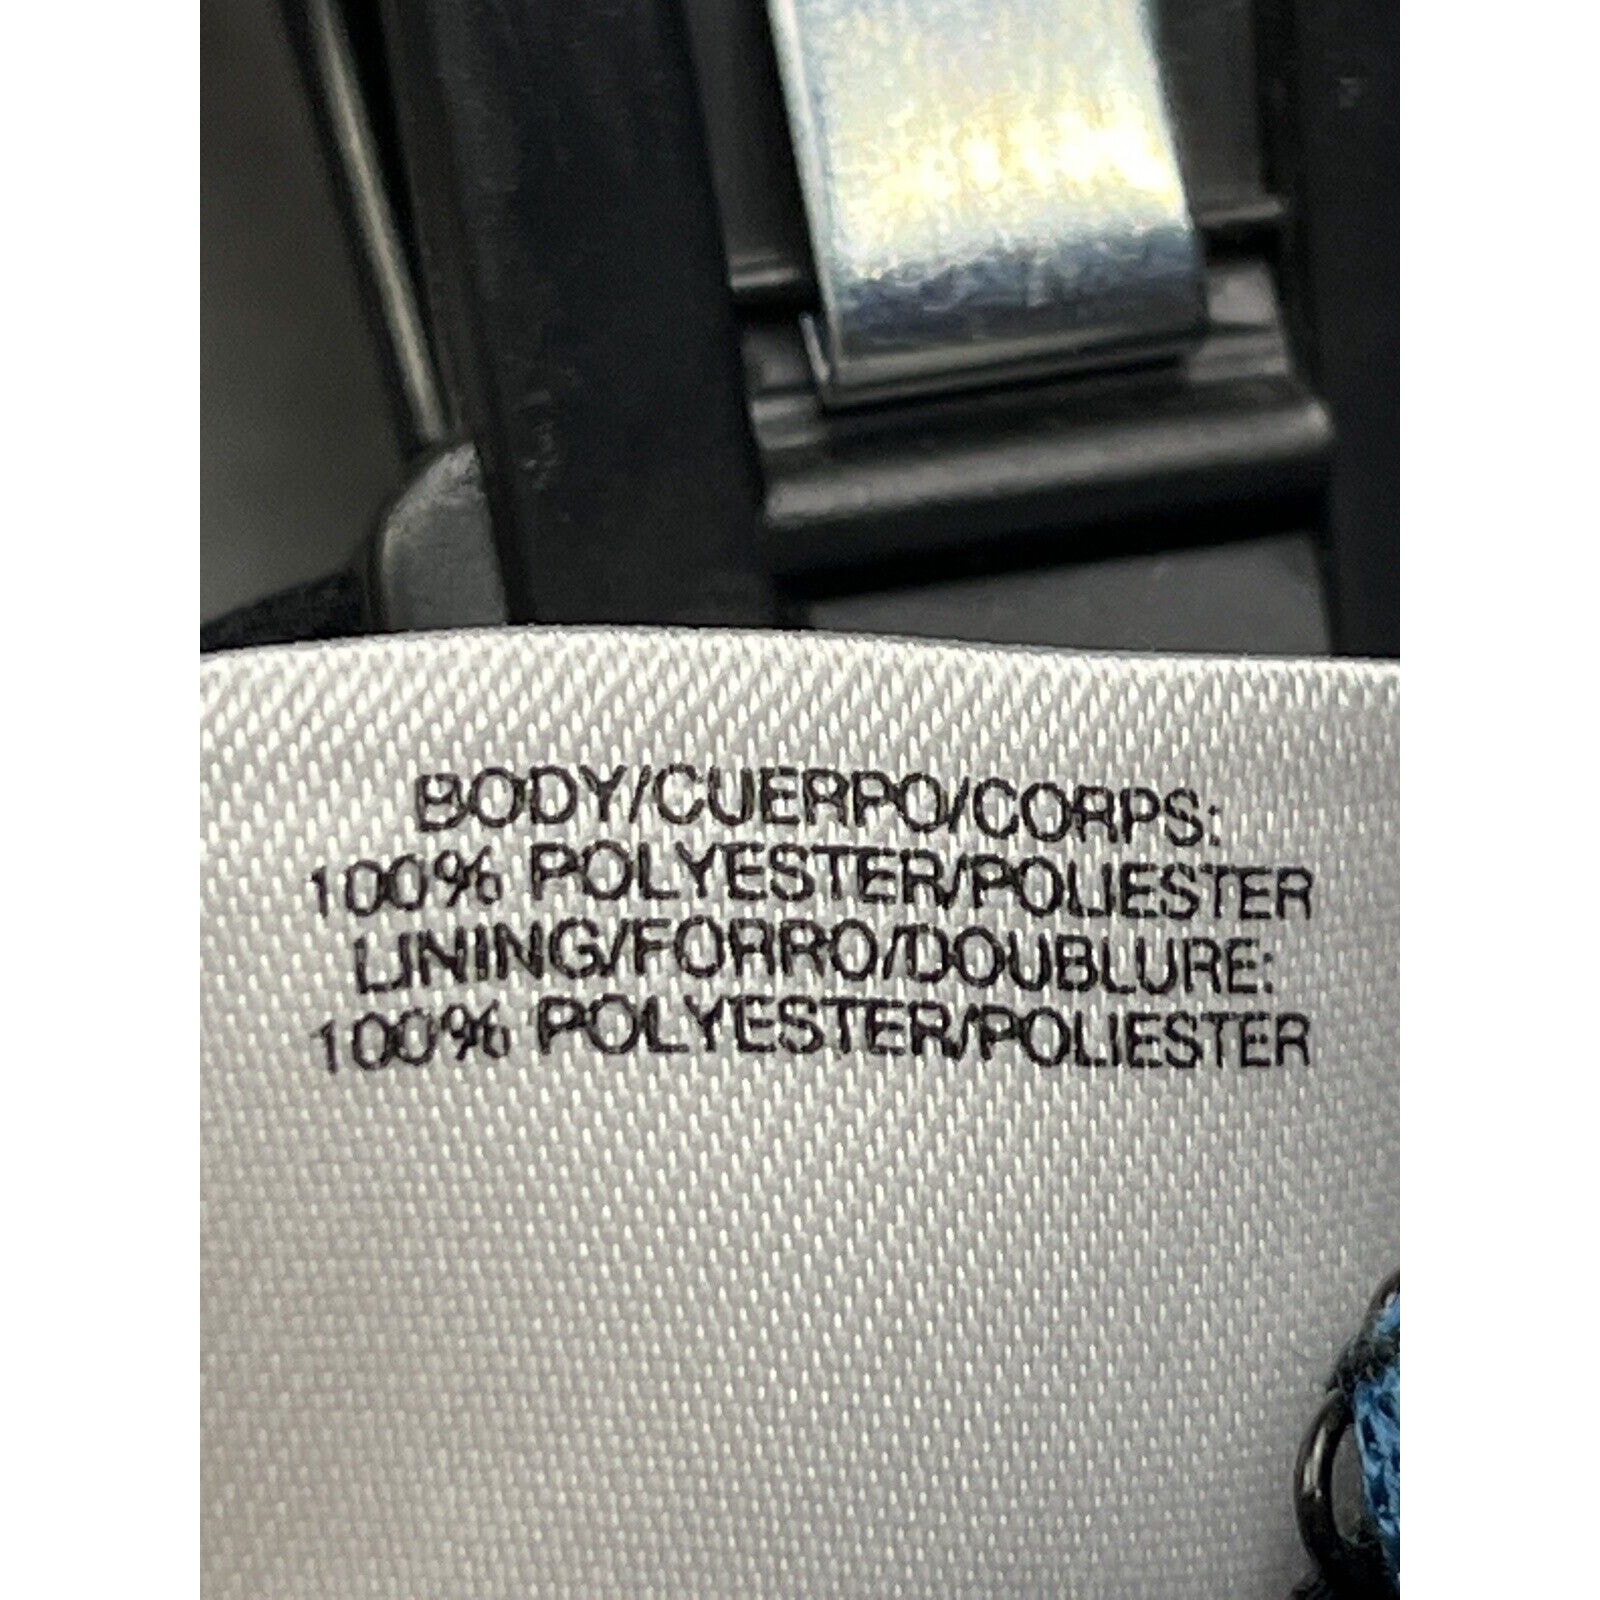 BODY/CUERPO/CORPS:
100% POLYESTER/POLIESTER
LINING/FORRO/DOUBLURE:
100% POLYESTER/POLIESTER